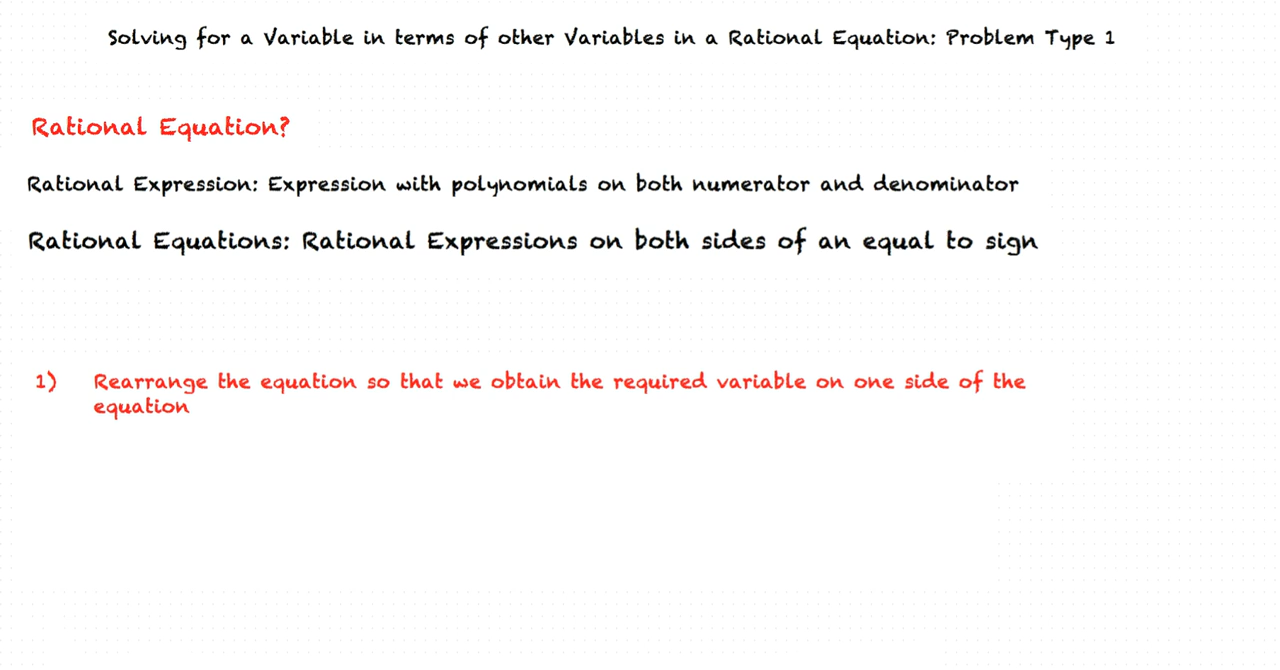 Solving for a Variable in terms of other Variables in a Rational Equation: Problem Type 1
Rational Equation?
Rational Expression: Expression with polynomials on both numerator and denominator
Rational Equations: Rational Expressions on both sides of an equal to sign
1) Rearrange the equation so that we obtain the required variable on one side of the
equation